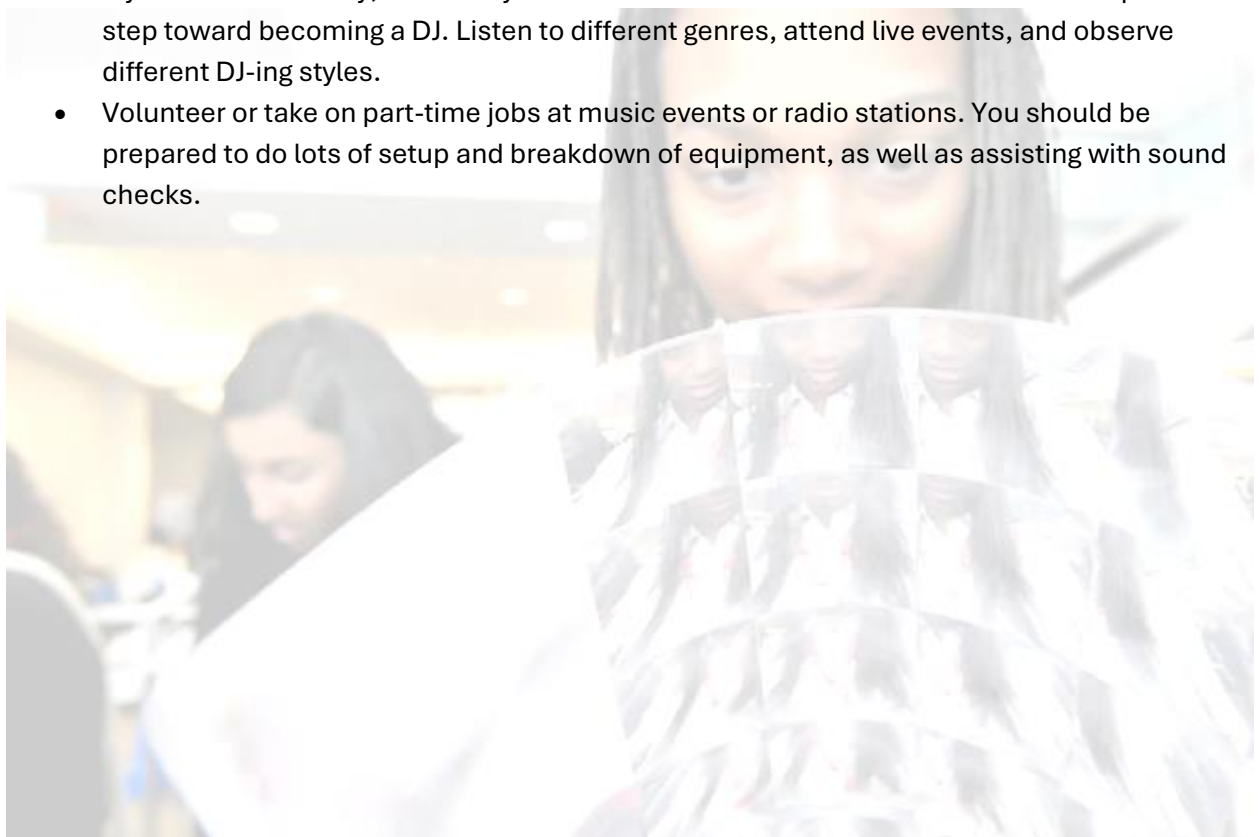 step toward becoming a DJ. Listen to different genres, attend live events, and observe
different DJ-ing styles.
• Volunteer or take on part-time jobs at music events or radio stations. You should be
prepared to do lots of setup and breakdown of equipment, as well as assisting with sound
checks.